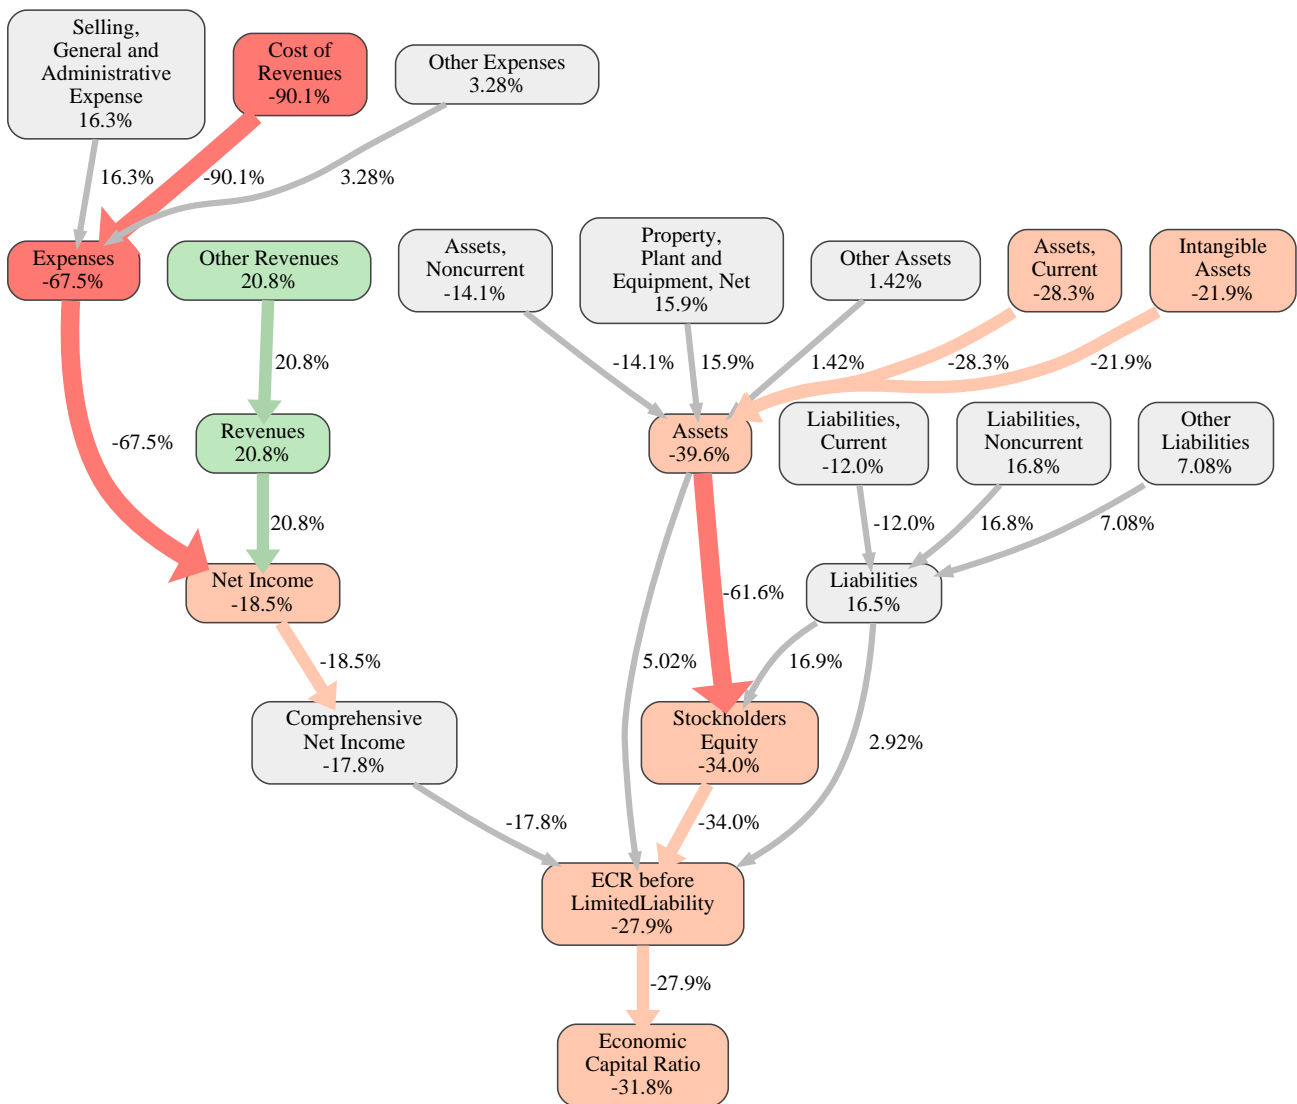 Selling,
General and
Administrative
Expense
16.3%
Cost of
Revenues
-90.1%
Other Expenses
3.28%
16.3%
-90.1%
3.28%
Expenses
-67.5%
Other Revenues
20.8%
Assets,
Noncurrent
-14.1%
Property,
Plant and
Equipment, Net
15.9%
Other Assets
1.42%
Assets,
Current
-28.3%
Intangible
Assets
-21.9%
20.8%
-14.1%
15.9%
1.42%
-28.3%
-21.9%
-67.5%
Revenues
20.8%
Assets
-39.6%
Liabilities,
Current
-12.0%
Liabilities,
Noncurrent
16.8%
Other
Liabilities
7.08%
20.8%
-12.0%
16.8%
7.08%
Net Income
-18.5%
-61.6%
Liabilities
16.5%
-18.5%
5.02%
16.9%
Comprehensive
Net Income
-17.8%
Stockholders
Equity
-34.0%
2.92%
-17.8%
-34.0%
ECR before
LimitedLiability
-27.9%
-27.9%
Economic
Capital Ratio
-31.8%